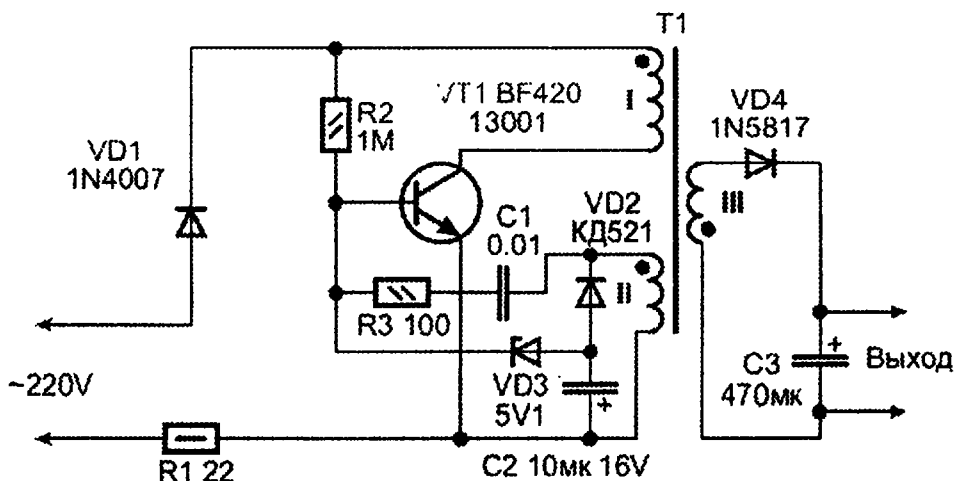 T1
VT1 BF420
13001
I
R2
1M
VD1
1N4007
VD4
1N5817
C1
0.01
VD2
КД521
II
III
R3 100
VD3
5V1
+
~220V
C3
470мк
+
Выход
R1 22
C2 10мк 16V